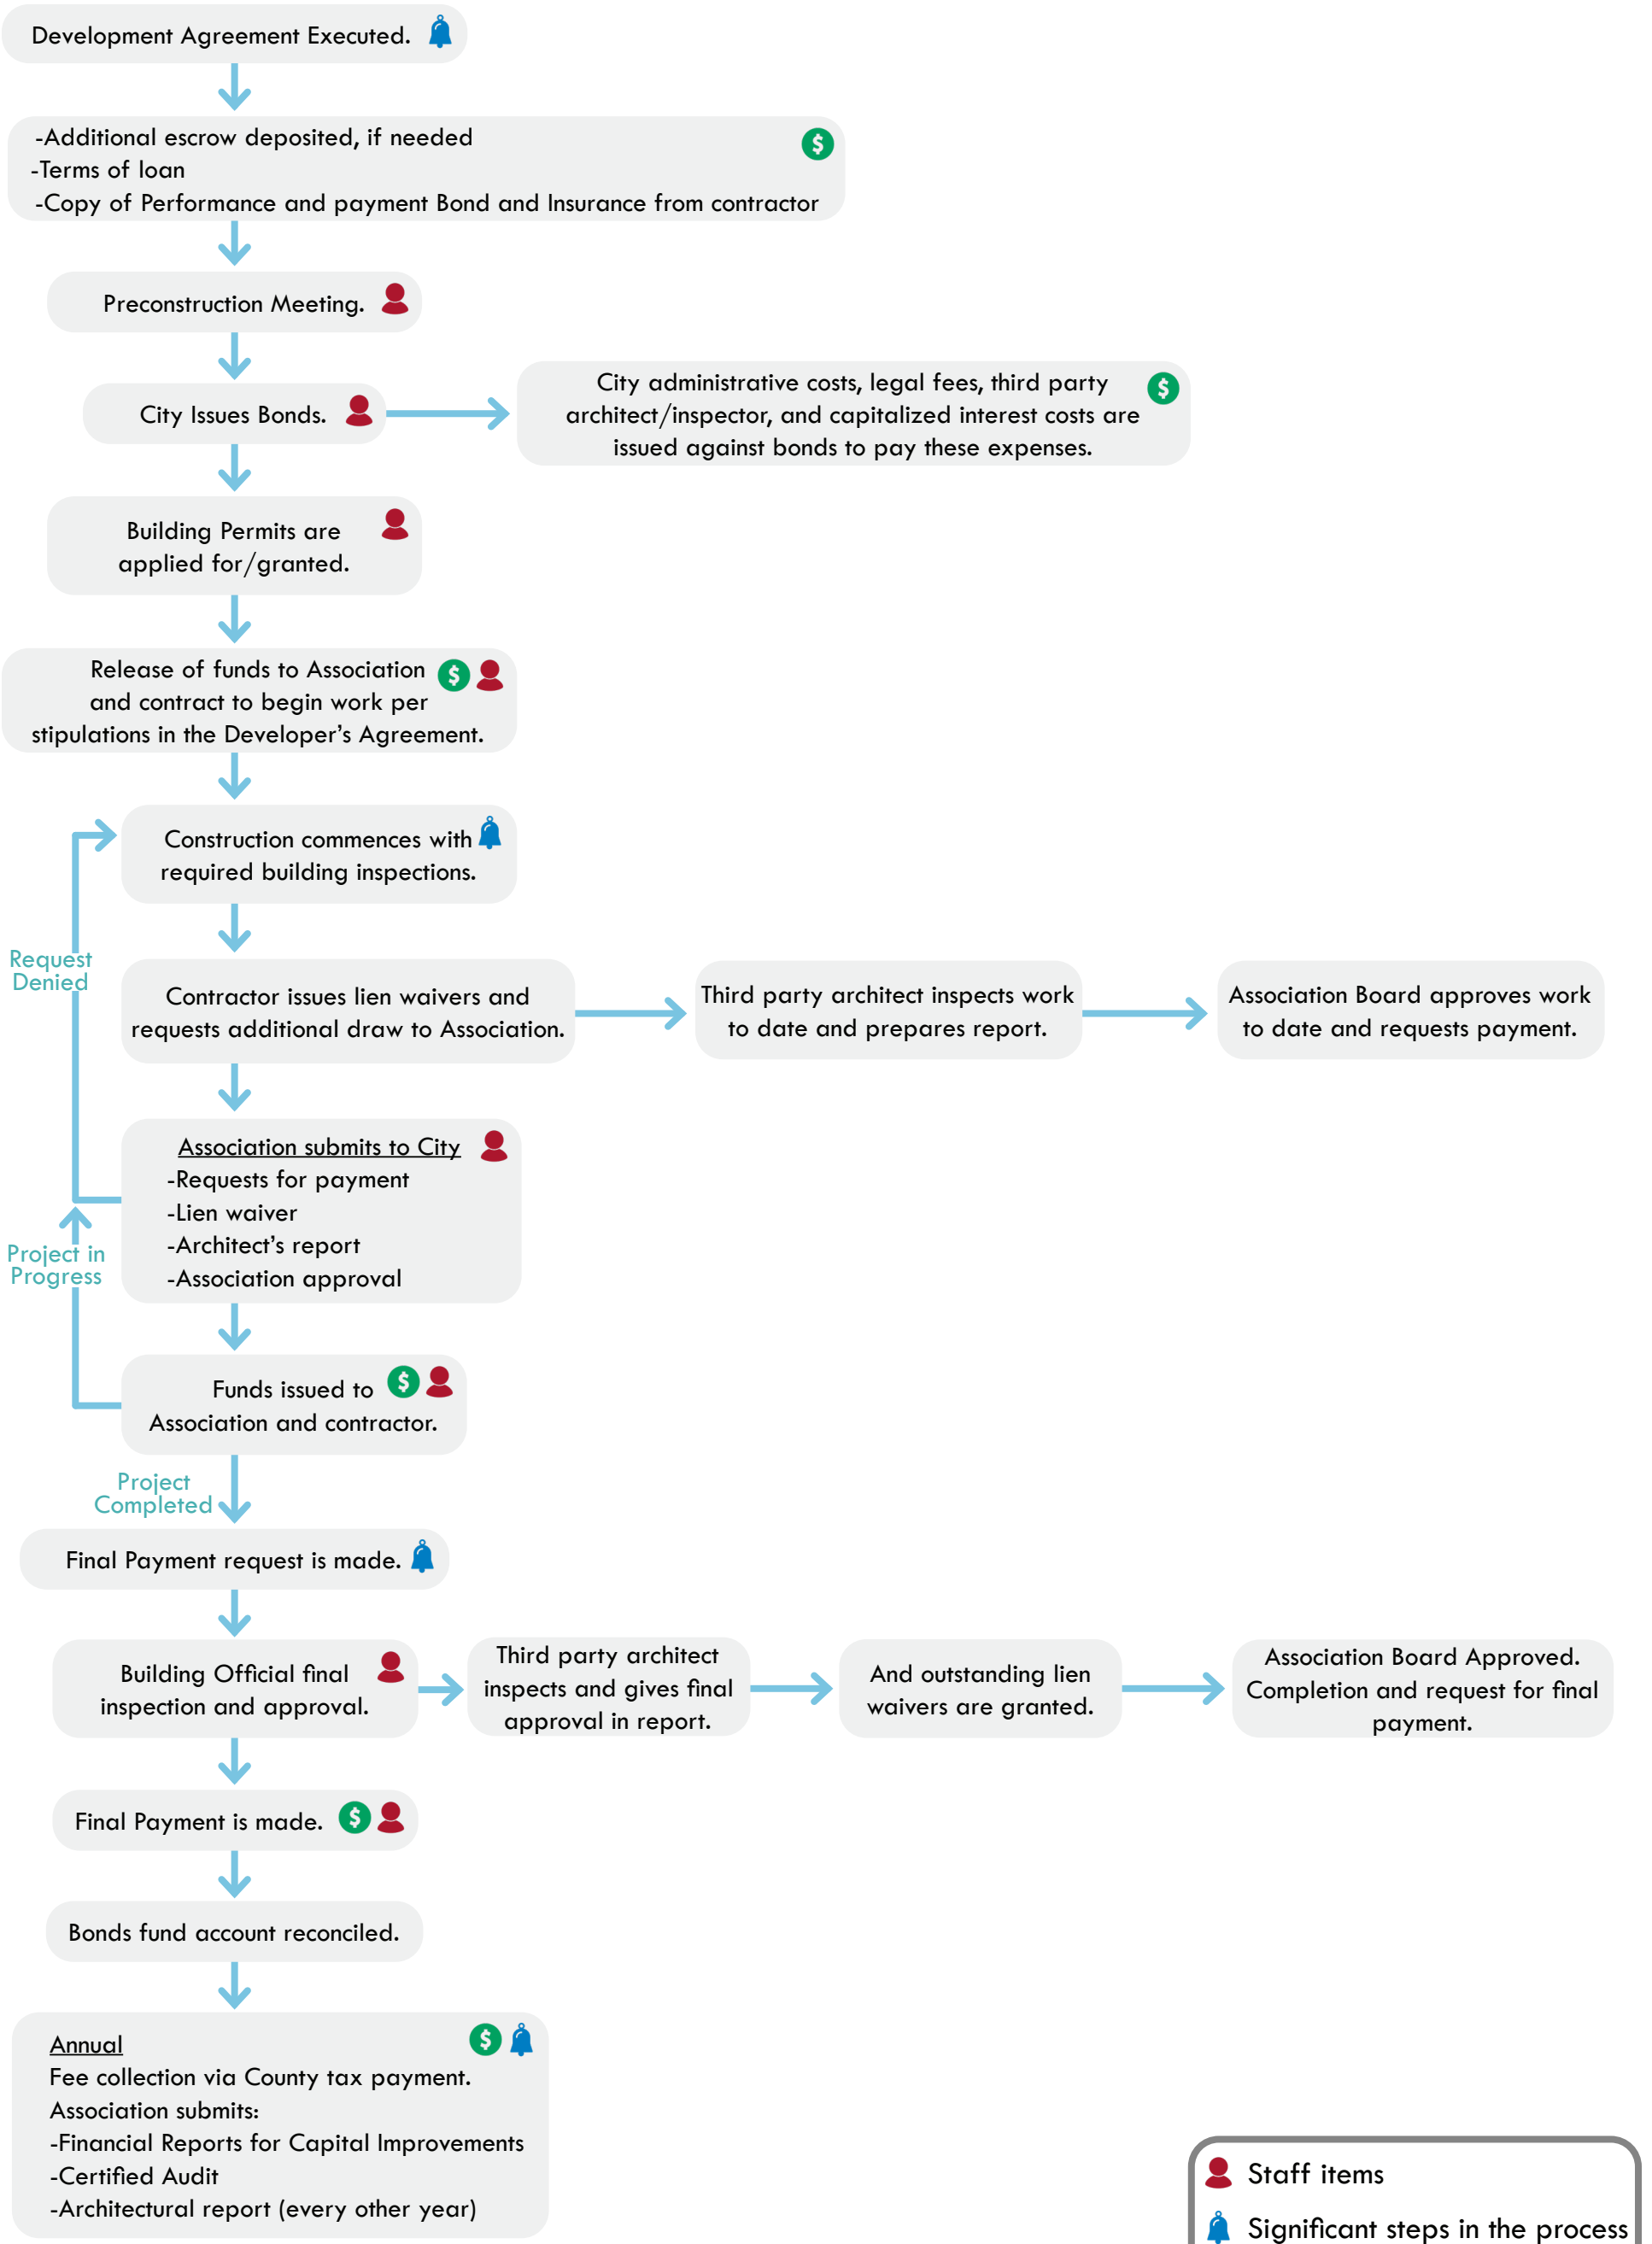 Development Agreement Executed.
-Additional escrow deposited, if needed
-Terms of loan
-Copy of Performance and payment Bond and Insurance from contractor
Preconstruction Meeting.
City Issues Bonds.
City administrative costs, legal fees, third party
architect/inspector, and capitalized interest costs are
issued against bonds to pay these expenses.
Building Permits are
applied for/granted.
Release of funds to Association
and contract to begin work per
stipulations in the Developer’s Agreement.
Construction commences with
required building inspections.
Request
Denied
Contractor issues lien waivers and
requests additional draw to Association.
Third party architect inspects work
to date and prepares report.
Association Board approves work
to date and requests payment.
Association submits to City
-Requests for payment
-Lien waiver
-Architect’s report
-Association approval
Project in
Progress
Funds issued to
Association and contractor.
Project
Completed
Final Payment request is made.
Building Official final
inspection and approval.
Third party architect
inspects and gives final
approval in report.
And outstanding lien
waivers are granted.
Association Board Approved.
Completion and request for final
payment.
Final Payment is made.
Bonds fund account reconciled.
Annual
Fee collection via County tax payment.
Association submits:
-Financial Reports for Capital Improvements
-Certified Audit
-Architectural report (every other year)
Staff items
Significant steps in the process